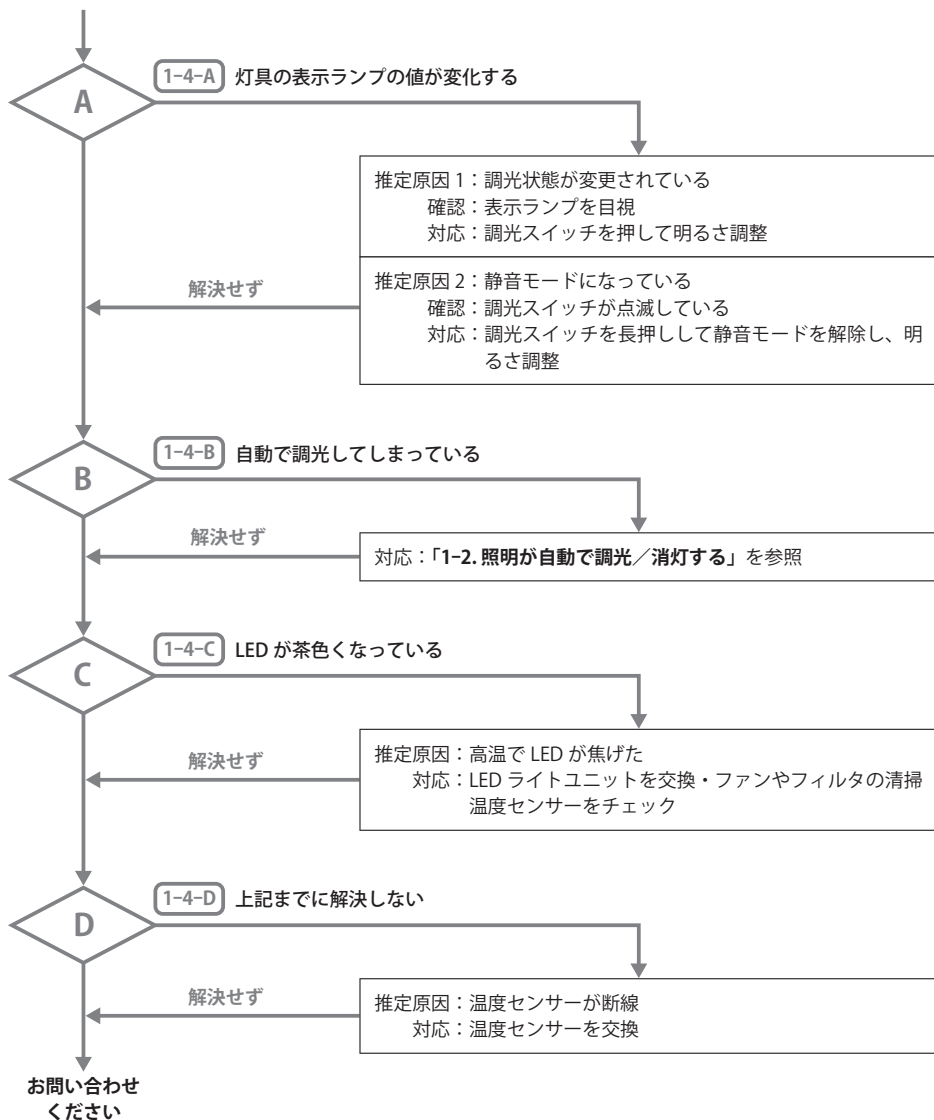 A
1-4-A 灯具の表示ランプの値が変化する
推定原因 1：調光状態が変更されている
確認：表示ランプを目視
対応：調光スイッチを押して明るさ調整
解決せず
推定原因 2：静音モードになっている
確認：調光スイッチが点滅している
対応：調光スイッチを長押しして静音モードを解除し、明
るさ調整
B
1-4-B 自動で調光してしまっている
解決せず
対応：「1-2. 照明が自動で調光／消灯する」を参照
C
1-4-C LED が茶色くなっている
解決せず
推定原因：高温で LED が焦げた
対応：LED ライトユニットを交換・ファンやフィルタの清掃
温度センサーをチェック
D
1-4-D 上記までに解決しない
解決せず
推定原因：温度センサーが断線
対応：温度センサーを交換
お問い合わせ
ください